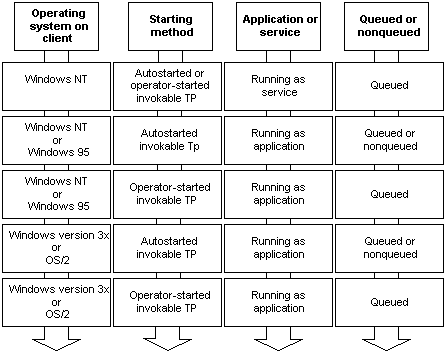 Operating
system on
client
Starting
method
Application or
service
Queued or
nonqueued
Windows NT
Autostarted or
operator-started
invokable TP
Running as
service
Queued
Windows NT
or
Windows 95
Autostarted
invokable Tp
Running as
application
Queued or
nonqueued
Windows NT
or
Windows 95
Operator-started
invokable TP
Running as
application
Queued
Windows version 3x
or
OS/2
Autostarted
invokable TP
Running as
application
Queued or
nonqueued
Windows version 3x
or
OS/2
Operator-started
invokable TP
Running as
application
Queued